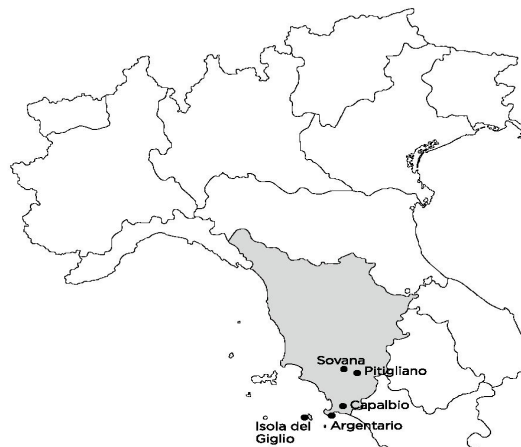 Sovana
Pitigliano
Capalbio
Isola del
Giglio
Argentario